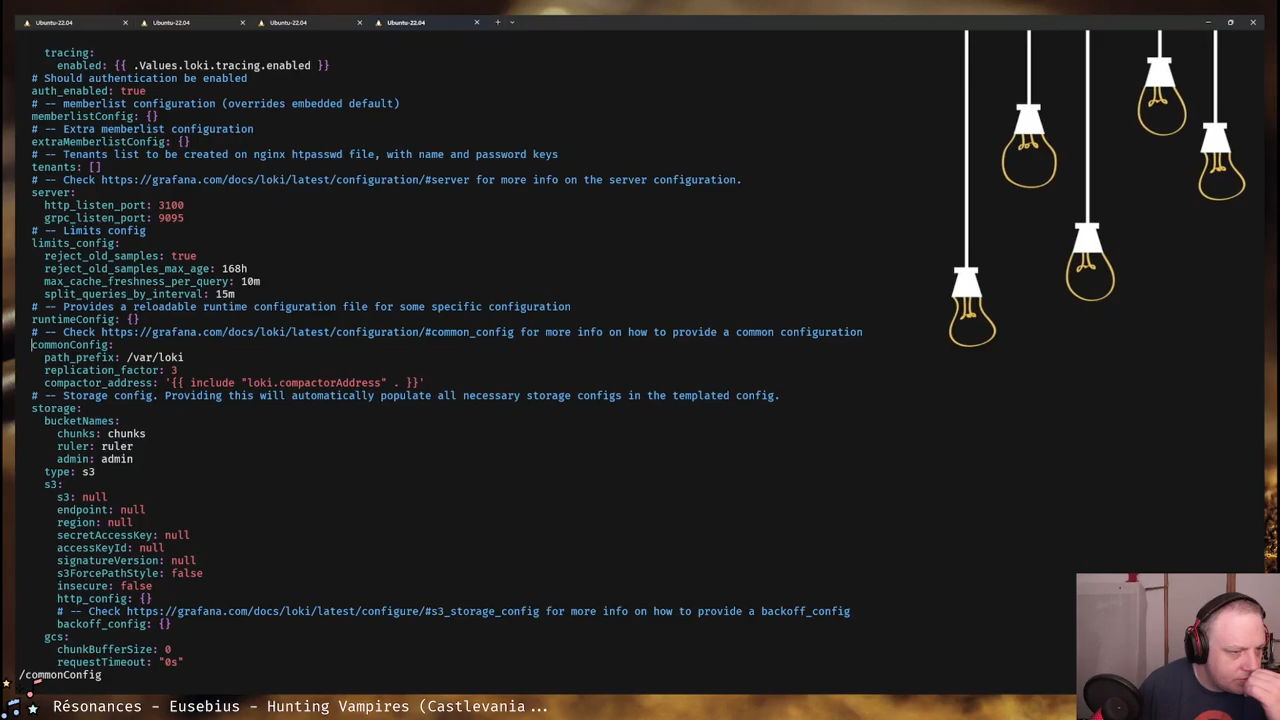 Ubuntu-22.04
Ubuntu-22.04
Ubuntu-22.04
Ubuntu-22.04
tracing:
enabled: {{ .Values.loki.tracing.enabled }}
# Should authentication be enabled
auth_enabled: true
# -- memberlist configuration (overrides embedded default)
memberlistConfig: {}
# -- Extra memberlist configuration
extraMemberlistConfig: {}
# -- Tenants list to be created on nginx htpasswd file, with name and password keys
tenants: []
# -- Check https://grafana.com/docs/loki/latest/configuration/#server for more info on the server configuration.
server:
http_listen_port: 3100
grpc_listen_port: 9095
# -- Limits config
limits_config:
reject_old_samples: true
reject_old_samples_max_age: 168h
max_cache_freshness_per_query: 10m
split_queries_by_interval: 15m
# -- Provides a reloadable runtime configuration file for some specific configuration
runtimeConfig: {}
# -- Check https://grafana.com/docs/loki/latest/configuration/#common_config for more info on how to provide a common configuration
commonConfig:
path_prefix: /var/loki
replication_factor: 3
compactor_address: '{{ include "loki.compactorAddress" . }}'
# -- Storage config. Providing this will automatically populate all necessary storage configs in the templated config.
storage:
bucketNames:
chunks: chunks
ruler: ruler
admin: admin
type: s3
s3:
s3: null
endpoint: null
region: null
secretAccessKey: null
accessKeyId: null
signatureVersion: null
s3ForcePathStyle: false
insecure: false
http_config: {}
# -- Check https://grafana.com/docs/loki/latest/configure/#s3_storage_config for more info on how to provide a backoff_config
backoff_config: {}
gcs:
chunkBufferSize: 0
requestTimeout: "0s"
/commonConfig
Résonances - Eusebius - Hunting Vampires (Castlevania ...